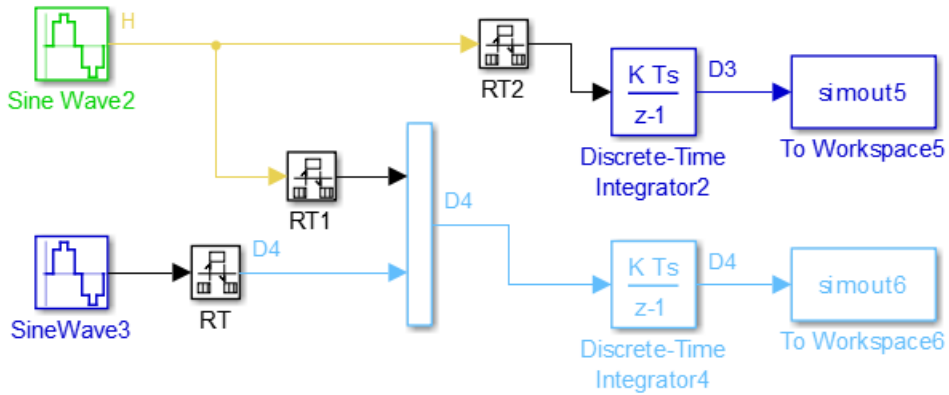 H
Sine Wave2
RT2
K Ts
z-1
D3
simout5
Discrete-Time
Integrator2
To Workspace5
RT1
D4
SineWave3
D4
RT
K Ts
z-1
D4
simout6
Discrete-Time
Integrator4
To Workspace6